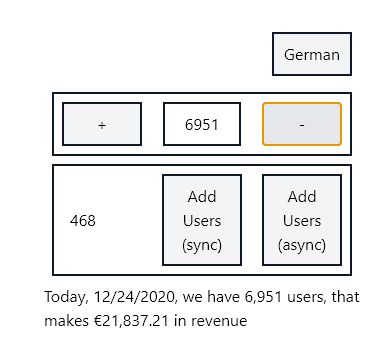 German
+ 6951 -
468
Add
Users
(sync)
Add
Users
(async)
Today, 12/24/2020, we have 6,951 users, that
makes €21,837.21 in revenue